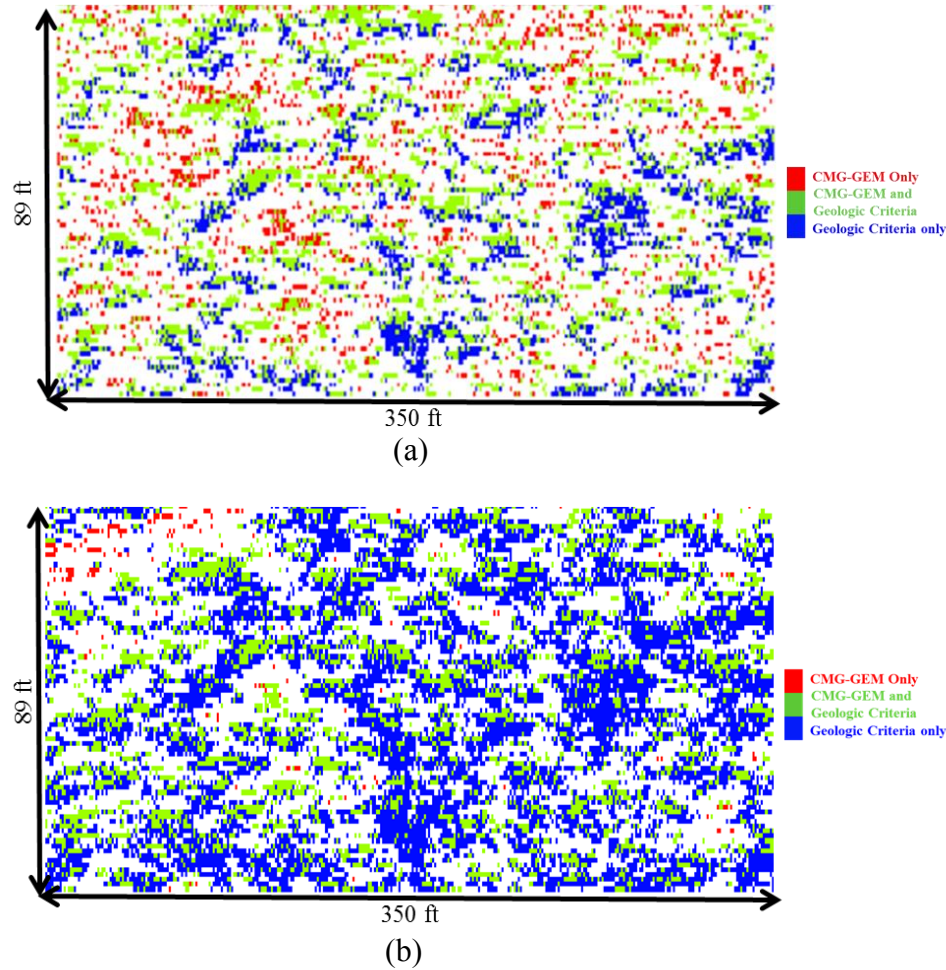 89 ft
CMG-GEM Only
CMG-GEM and
Geologic Criteria
Geologic Criteria only
350 ft
(a)
89 ft
CMG-GEM Only
CMG-GEM and
Geologic Criteria
Geologic Criteria only
350 ft
(b)